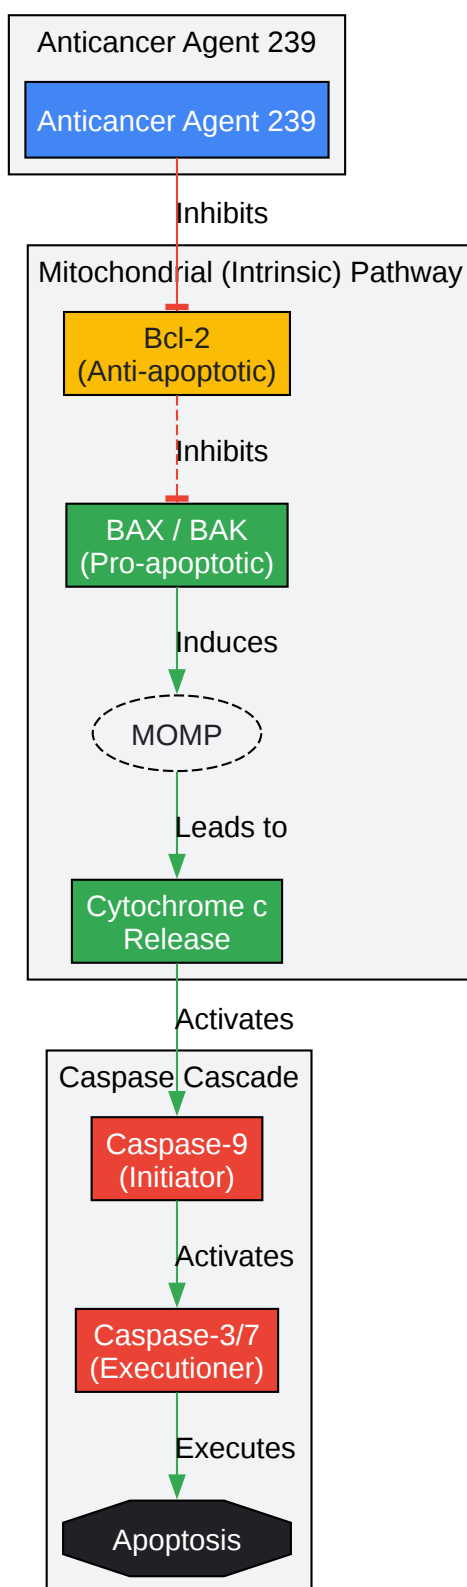 Anticancer Agent 239
Anticancer Agent 239
Inhibits
Mitochondrial (Intrinsic) Pathway
Bcl-2
(Anti-apoptotic)
Inhibits
BAX / BAK
(Pro-apoptotic)
Induces
MOMP
Leads to
Cytochrome c
Release
Activates
Caspase Cascade
Caspase-9
(Initiator)
Activates
Caspase-3/7
(Executioner)
Executes
Apoptosis